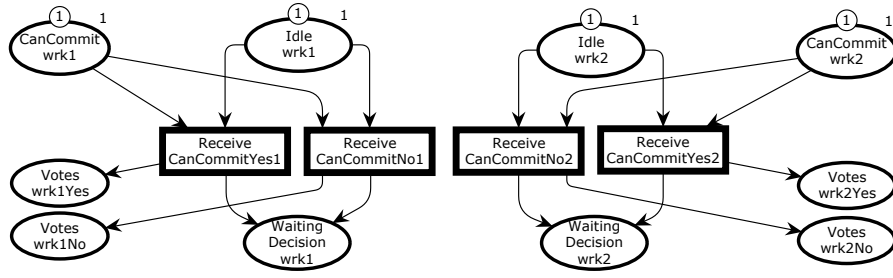 1
1
CanCommit
wrk1
1
1
Idle
wrk1
1
1
Idle
wrk2
1
1
CanCommit
wrk2
Receive
CanCommitYes1
Receive
CanCommitNo1
Receive
CanCommitNo2
Receive
CanCommitYes2
Votes
wrk1Yes
Votes
wrk1No
Waiting
Decision
wrk1
Waiting
Decision
wrk2
Votes
wrk2Yes
Votes
wrk2No